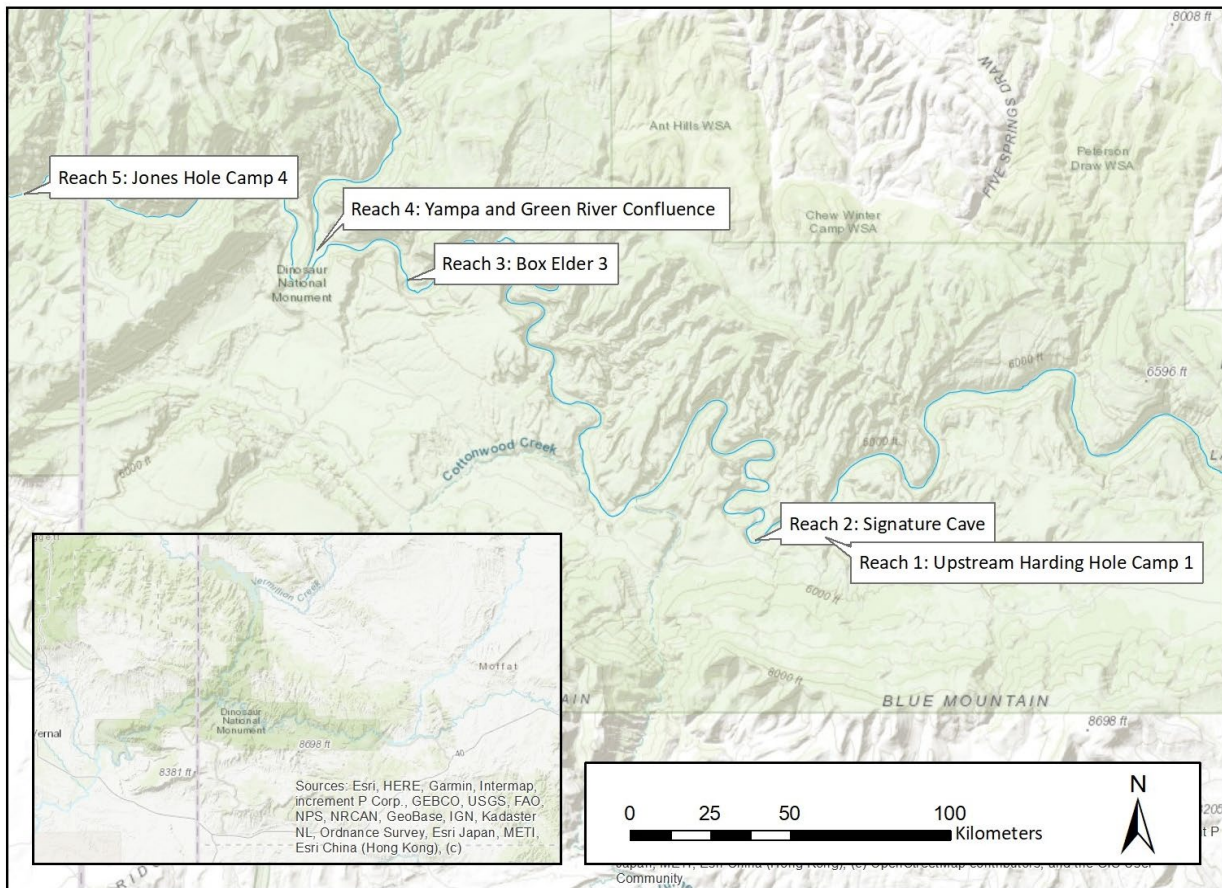 8008 ft
FIVE SPRINGS DRAW
Ant Hills WSA
Peterson
Draw WSA
Reach 5: Jones Hole Camp 4
Reach 4: Yampa and Green River Confluence
Chew Winter
Camp WSA
Reach 3: Box Elder 3
Dinosaur
National
Monument
6000 ft
6596 ft
6000 ft
Cottonwood Creek
6000 ft
Reach 2: Signature Cave
Reach 1: Upstream Harding Hole Camp 1
6000 ft
6000 ft
BLUE MOUNTAIN
8698 ft
Vermillion Creek
Moffat
Dinosaur
National
Monument
8698 ft
40
8381 ft
Sources: Esri, HERE, Garmin, Intermap,
increment P Corp., GEBCO, USGS, FAO,
NPS, NRCAN, GeoBase, IGN, Kadaster
NL, Ordnance Survey, Esri Japan, METI,
Esri China (Hong Kong), (c)
N
0 25 50 100
Kilometers
Community